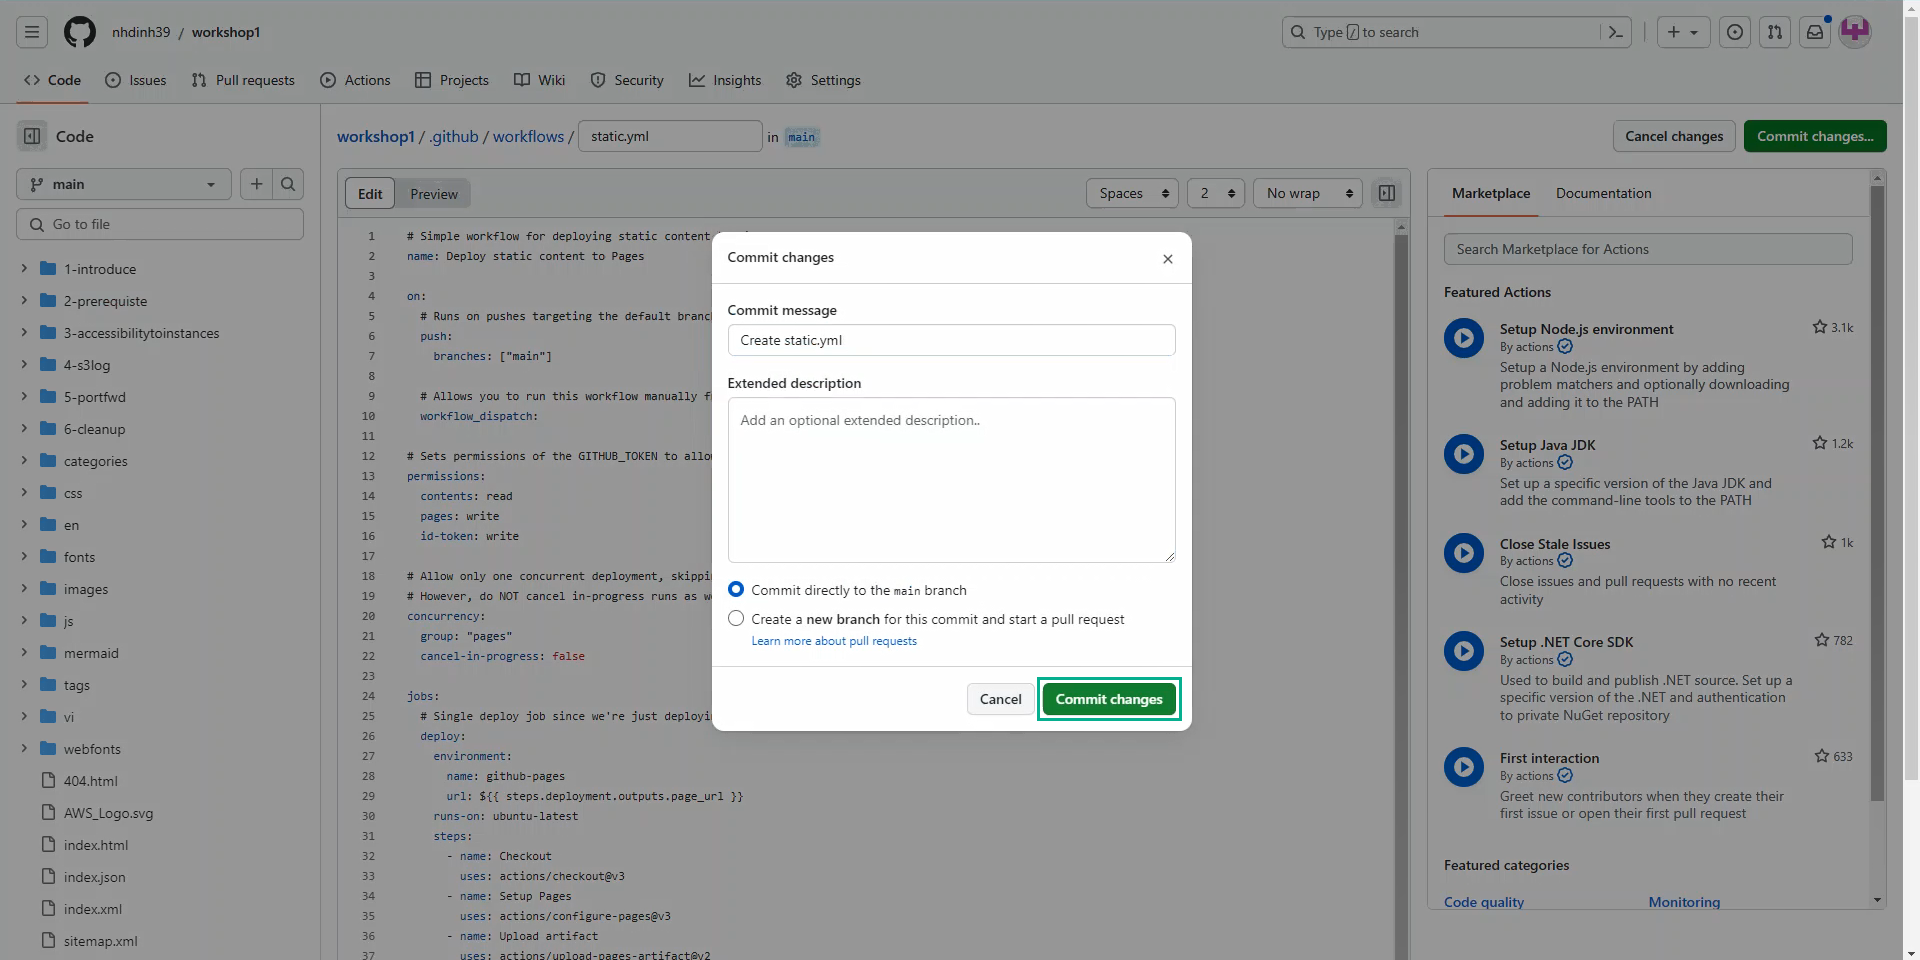 nhdinh39 / workshop1
Type / to search
Code
Issues
Pull requests
Actions
Projects
Wiki
Security
Insights
Settings
Code
main
Go to file
1-introduce
2-prerequiste
3-accessibilitytoinstances
4-s3log
5-portfwd
6-cleanup
categories
css
en
fonts
images
js
mermaid
tags
vi
webfonts
404.html
AWS_Logo.svg
index.html
index.json
index.xml
sitemap.xml
workshop1 / .github / workflows / static.yml in main
Cancel changes
Commit changes...
Edit
Preview
Spaces
2
No wrap
1 # Simple workflow for deploying static content
2 name: Deploy static content to Pages
3
4 on:
5 # Runs on pushes targeting the default branc
6 push:
7 branches: ["main"]
8
9 # Allows you to run this workflow manually f
10 workflow_dispatch:
11
12 # Sets permissions of the GITHUB_TOKEN to allo
13 permissions:
14 contents: read
15 pages: write
16 id-token: write
17
18 # Allow only one concurrent deployment, skippi
19 # However, do NOT cancel in-progress runs as w
20 concurrency:
21 group: "pages"
22 cancel-in-progress: false
23
24 jobs:
25 # Single deploy job since we're just deployi
26 deploy:
27 environment:
28 name: github-pages
29 url: ${{ steps.deployment.outputs.page_url }}
30 runs-on: ubuntu-latest
31 steps:
32 - name: Checkout
33 uses: actions/checkout@v3
34 - name: Setup Pages
35 uses: actions/configure-pages@v3
36 - name: Upload artifact
37 uses: actions/upload-pages-artifact@v2
Commit changes
Commit message
Create static.yml
Extended description
Add an optional extended description..
Commit directly to the main branch
Create a new branch for this commit and start a pull request
Learn more about pull requests
Cancel
Commit changes
Marketplace
Documentation
Search Marketplace for Actions
Featured Actions
Setup Node.js environment
3.1k
By actions
Setup a Node.js environment by adding
problem matchers and optionally downloading
and adding it to the PATH
Setup Java JDK
1.2k
By actions
Set up a specific version of the Java JDK and
add the command-line tools to the PATH
Close Stale Issues
1k
By actions
Close issues and pull requests with no recent
activity
Setup .NET Core SDK
782
By actions
Used to build and publish .NET source. Set up a
specific version of the .NET and authentication
to private NuGet repository
First interaction
633
By actions
Greet new contributors when they create their
first issue or open their first pull request
Featured categories
Code quality
Monitoring